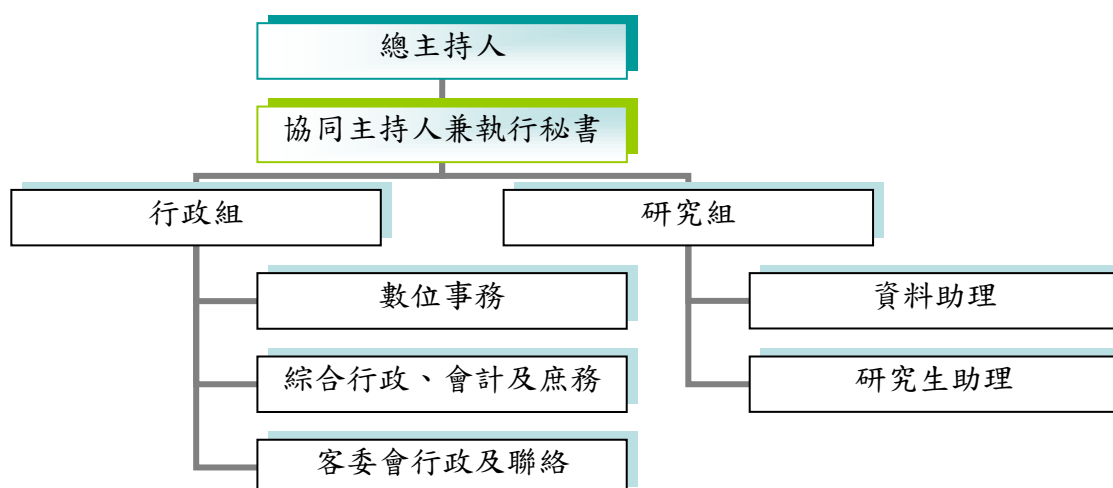 總主持人
協同主持人兼執行秘書
行政組
研究組
數位事務
資料助理
綜合行政、會計及庶務
研究生助理
客委會行政及聯絡